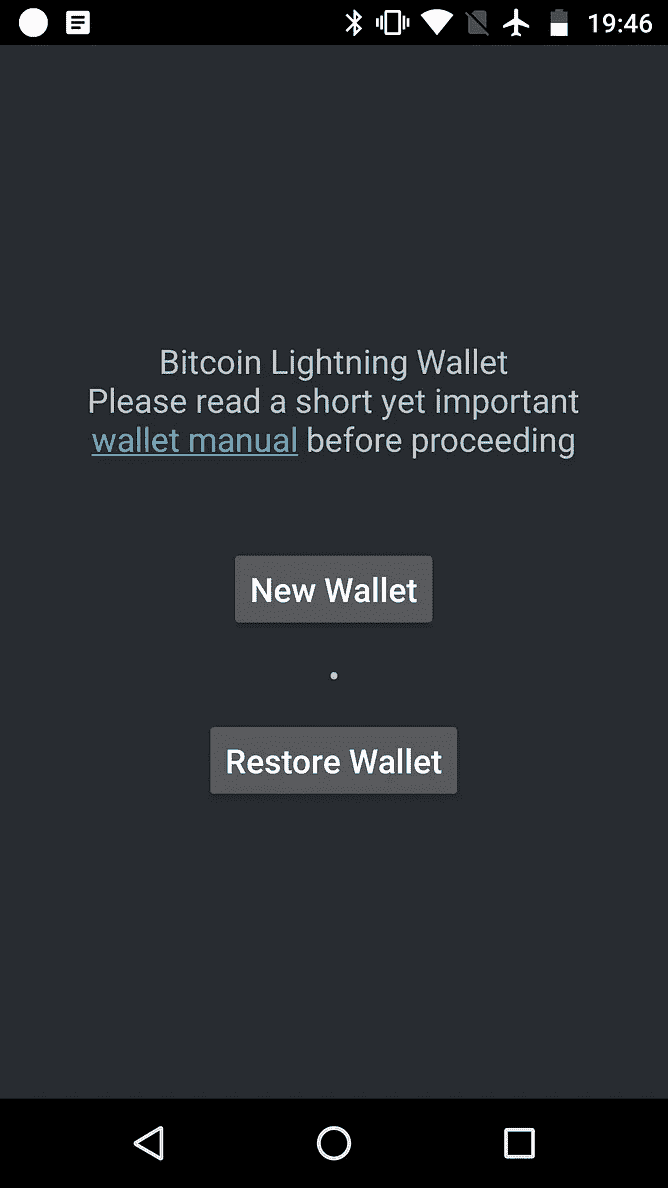 19:46
Bitcoin Lightning Wallet
Please read a short yet important
wallet manual before proceeding
New Wallet
Restore Wallet